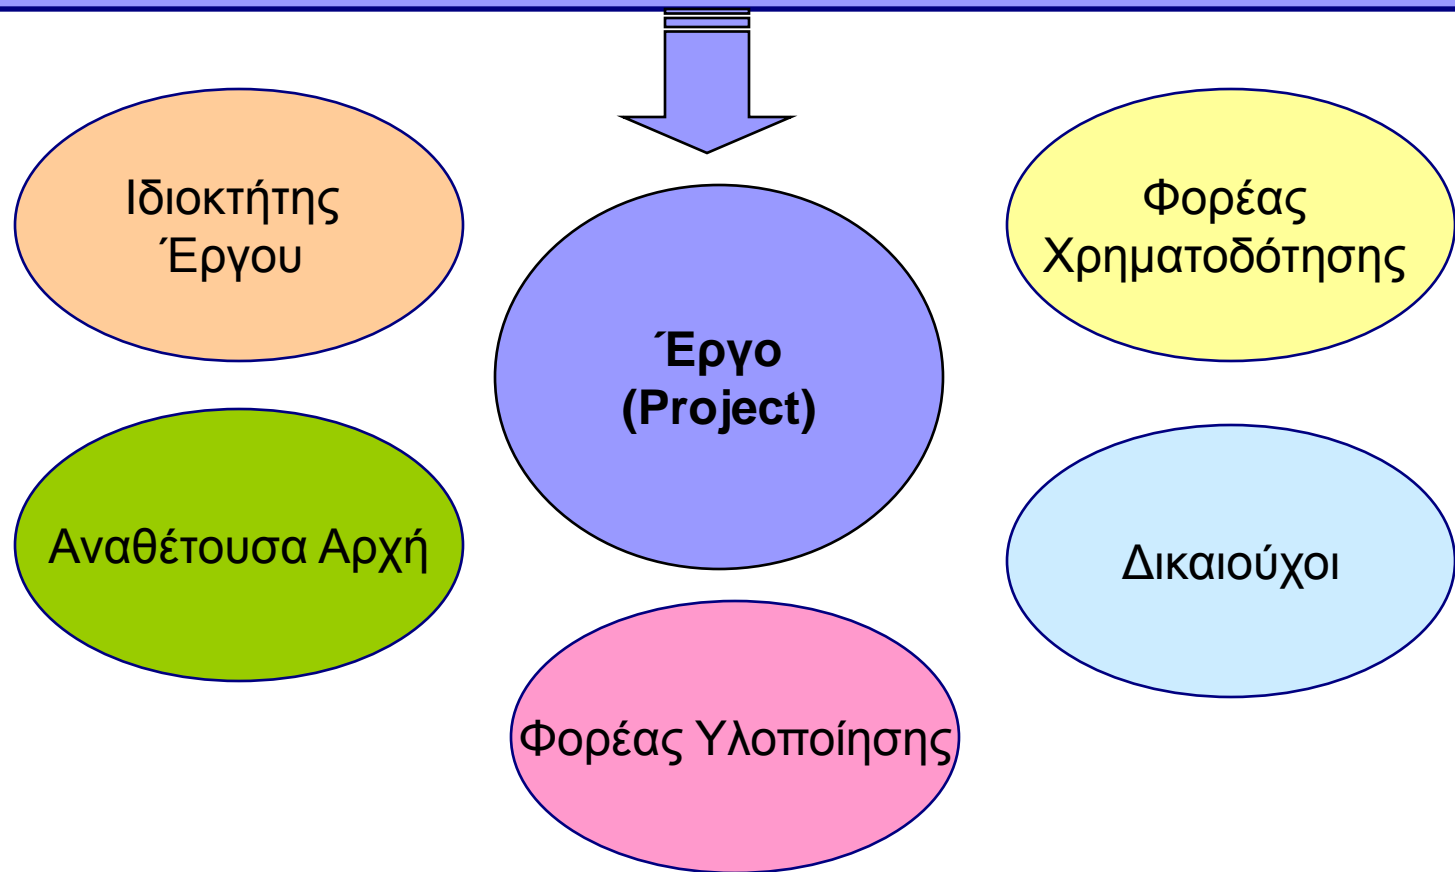 Ιδιοκτήτης
Έργου
Φορέας
Χρηματοδότησης
Έργο
(Project)
Αναθέτουσα Αρχή
Δικαιούχοι
Φορέας Υλοποίησης